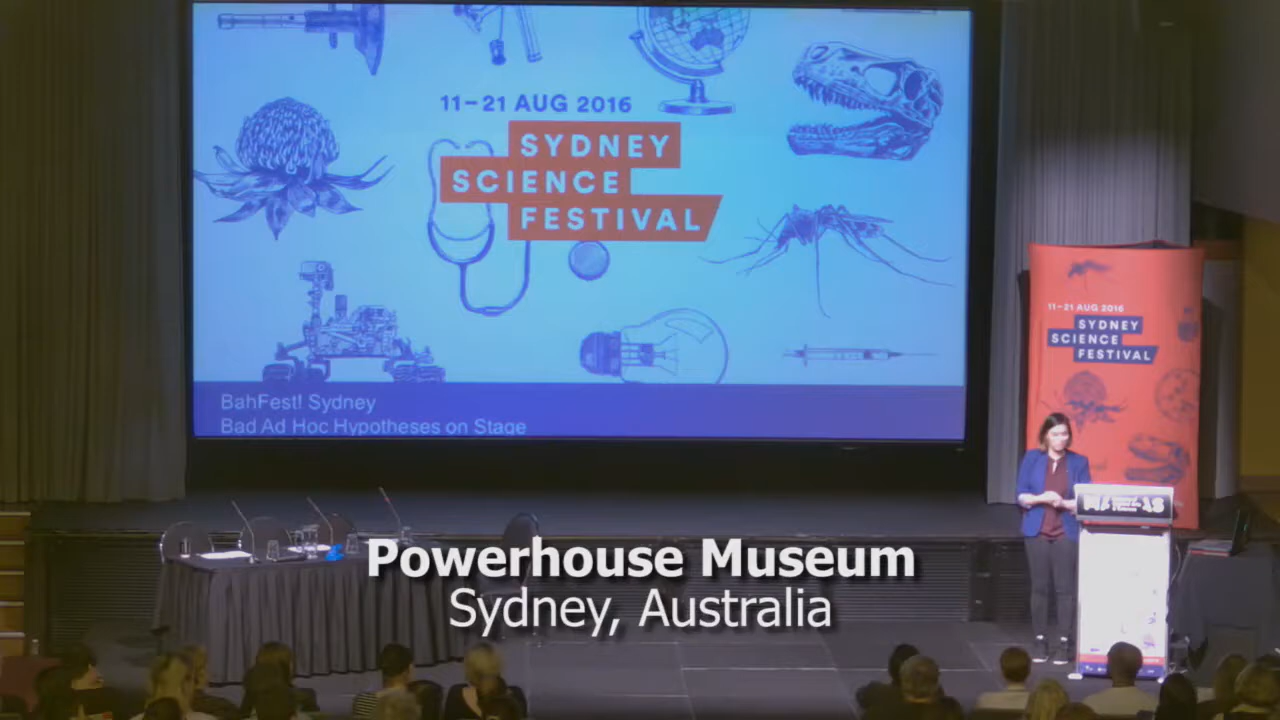 11–21 AUG 2016
SYDNEY
SCIENCE
FESTIVAL
BahFest! Sydney
Bad Ad Hoc Hypotheses on Stage
11–21 AUG 2016
SYDNEY
SCIENCE
FESTIVAL
Powerhouse Museum
Sydney, Australia